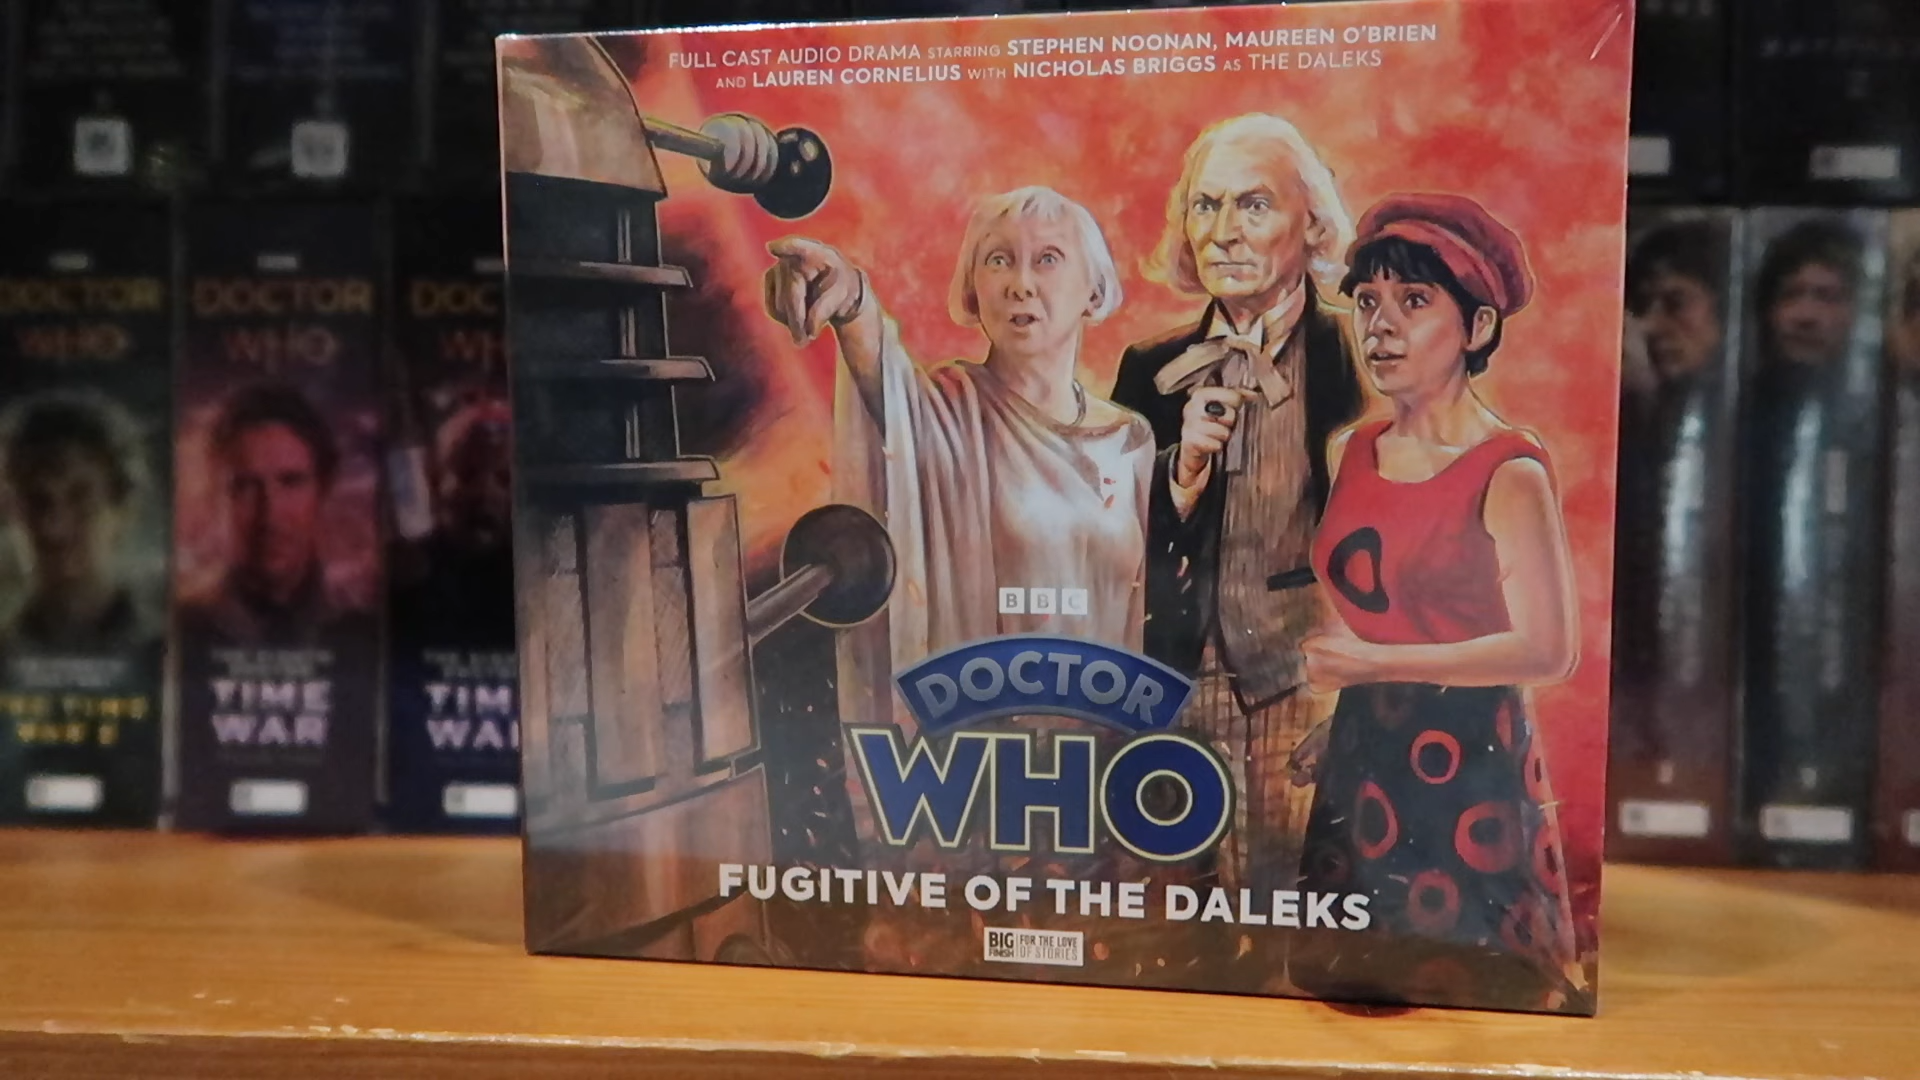 FULL CAST AUDIO DRAMA STARRING STEPHEN NOONAN, MAUREEN O'BRIEN
AND LAUREN CORNELIUS WITH NICHOLAS BRIGGS AS THE DALEKS
BBC
DOCTOR
WHO
FUGITIVE OF THE DALEKS
BIG FINISH
FOR THE LOVE
OF STORIES
DOCTOR
WHO
TIME
WAR
DOCTOR
WHO
TIME
WAR